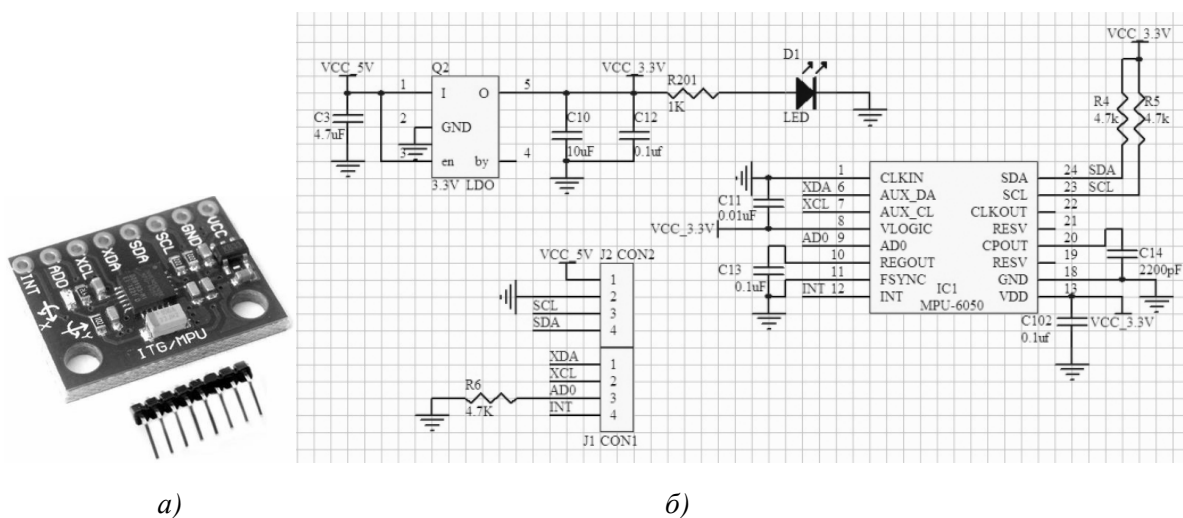 VCC
GND
SCL
SDA
XDA
XCL
ADD
INT
X
Y
ITG/MPU
VCC_5V
Q2
1
I
O
5
2
GND
3
en
by
4
3.3V LDO
C3
4.7uF
C10
10uF
VCC_3.3V
C12
0.1uf
R201
1K
D1
LED
VCC_3.3V
R4
4.7k
R5
4.7k
C11
0.01uF
VCC_3.3V
C13
0.1uF
XDA
XCL
AD0
INT
1 CLKIN
6 AUX_DA
7 AUX_CL
8 VLOGIC
9 AD0
10 REGOUT
11 FSYNC
12 INT
SDA 24 SDA
SCL 23 SCL
CLKOUT 22
RESV 21
CPOUT 20
RESV 19
GND 18
VDD 13
IC1
MPU-6050
C14
2200pF
C102
0.1uf
VCC_3.3V
VCC_5V
J2 CON2
1
2
SCL 3
SDA 4
XDA 1
XCL 2
AD0 3
INT 4
R6
4.7K
J1 CON1
а)
б)